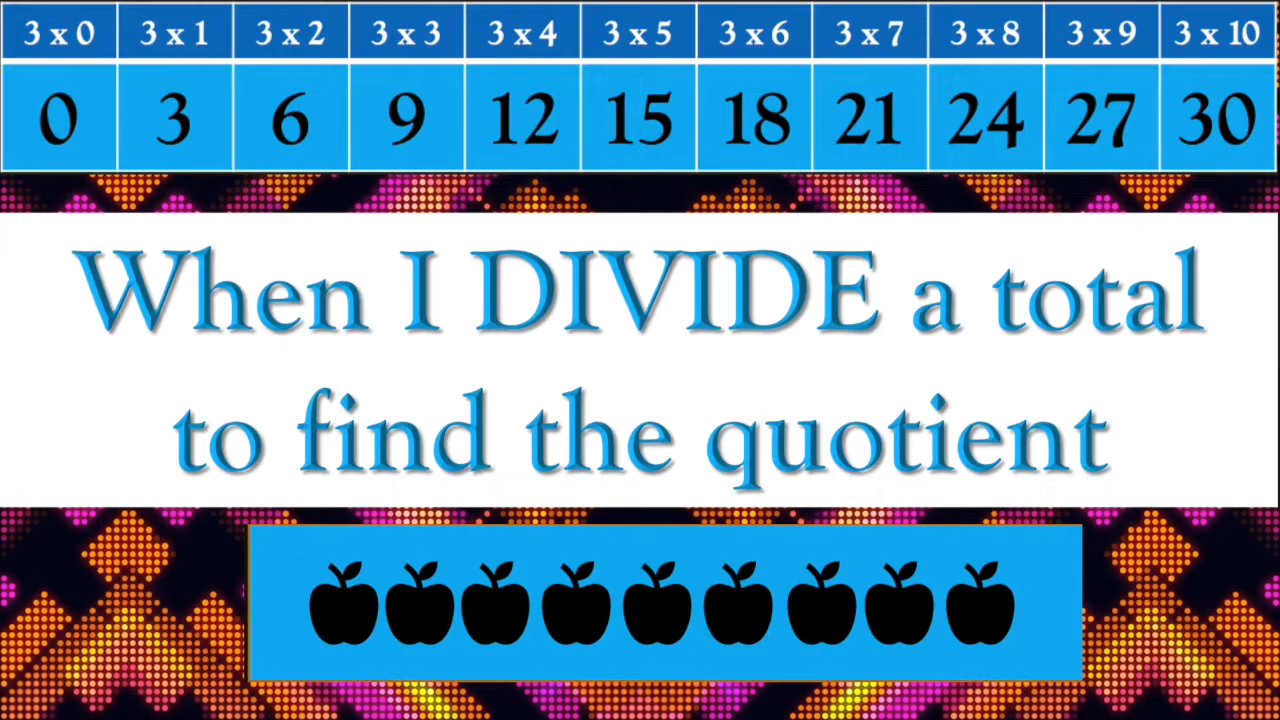 3 x 0 3 x 1 3 x 2 3 x 3 3 x 4 3 x 5 3 x 6 3 x 7 3 x 8 3 x 9 3 x 10
0 3 6 9 12 15 18 21 24 27 30
When I DIVIDE a total
to find the quotient